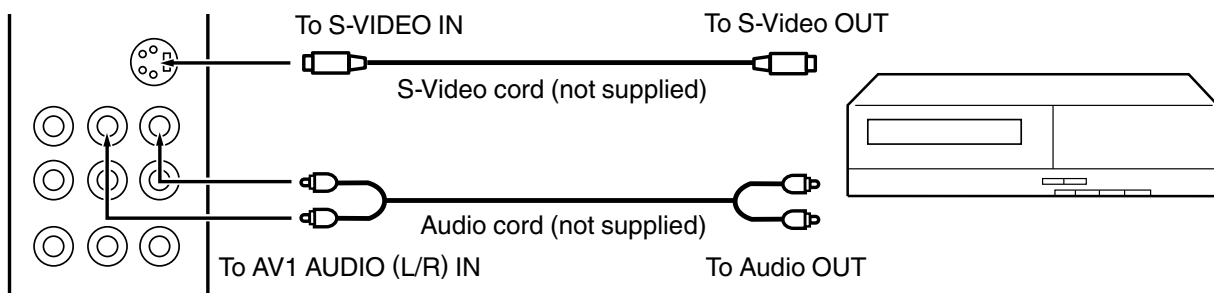 To S-VIDEO IN
To S-Video OUT
S-Video cord (not supplied)
Audio cord (not supplied)
To AV1 AUDIO (L/R) IN
To Audio OUT